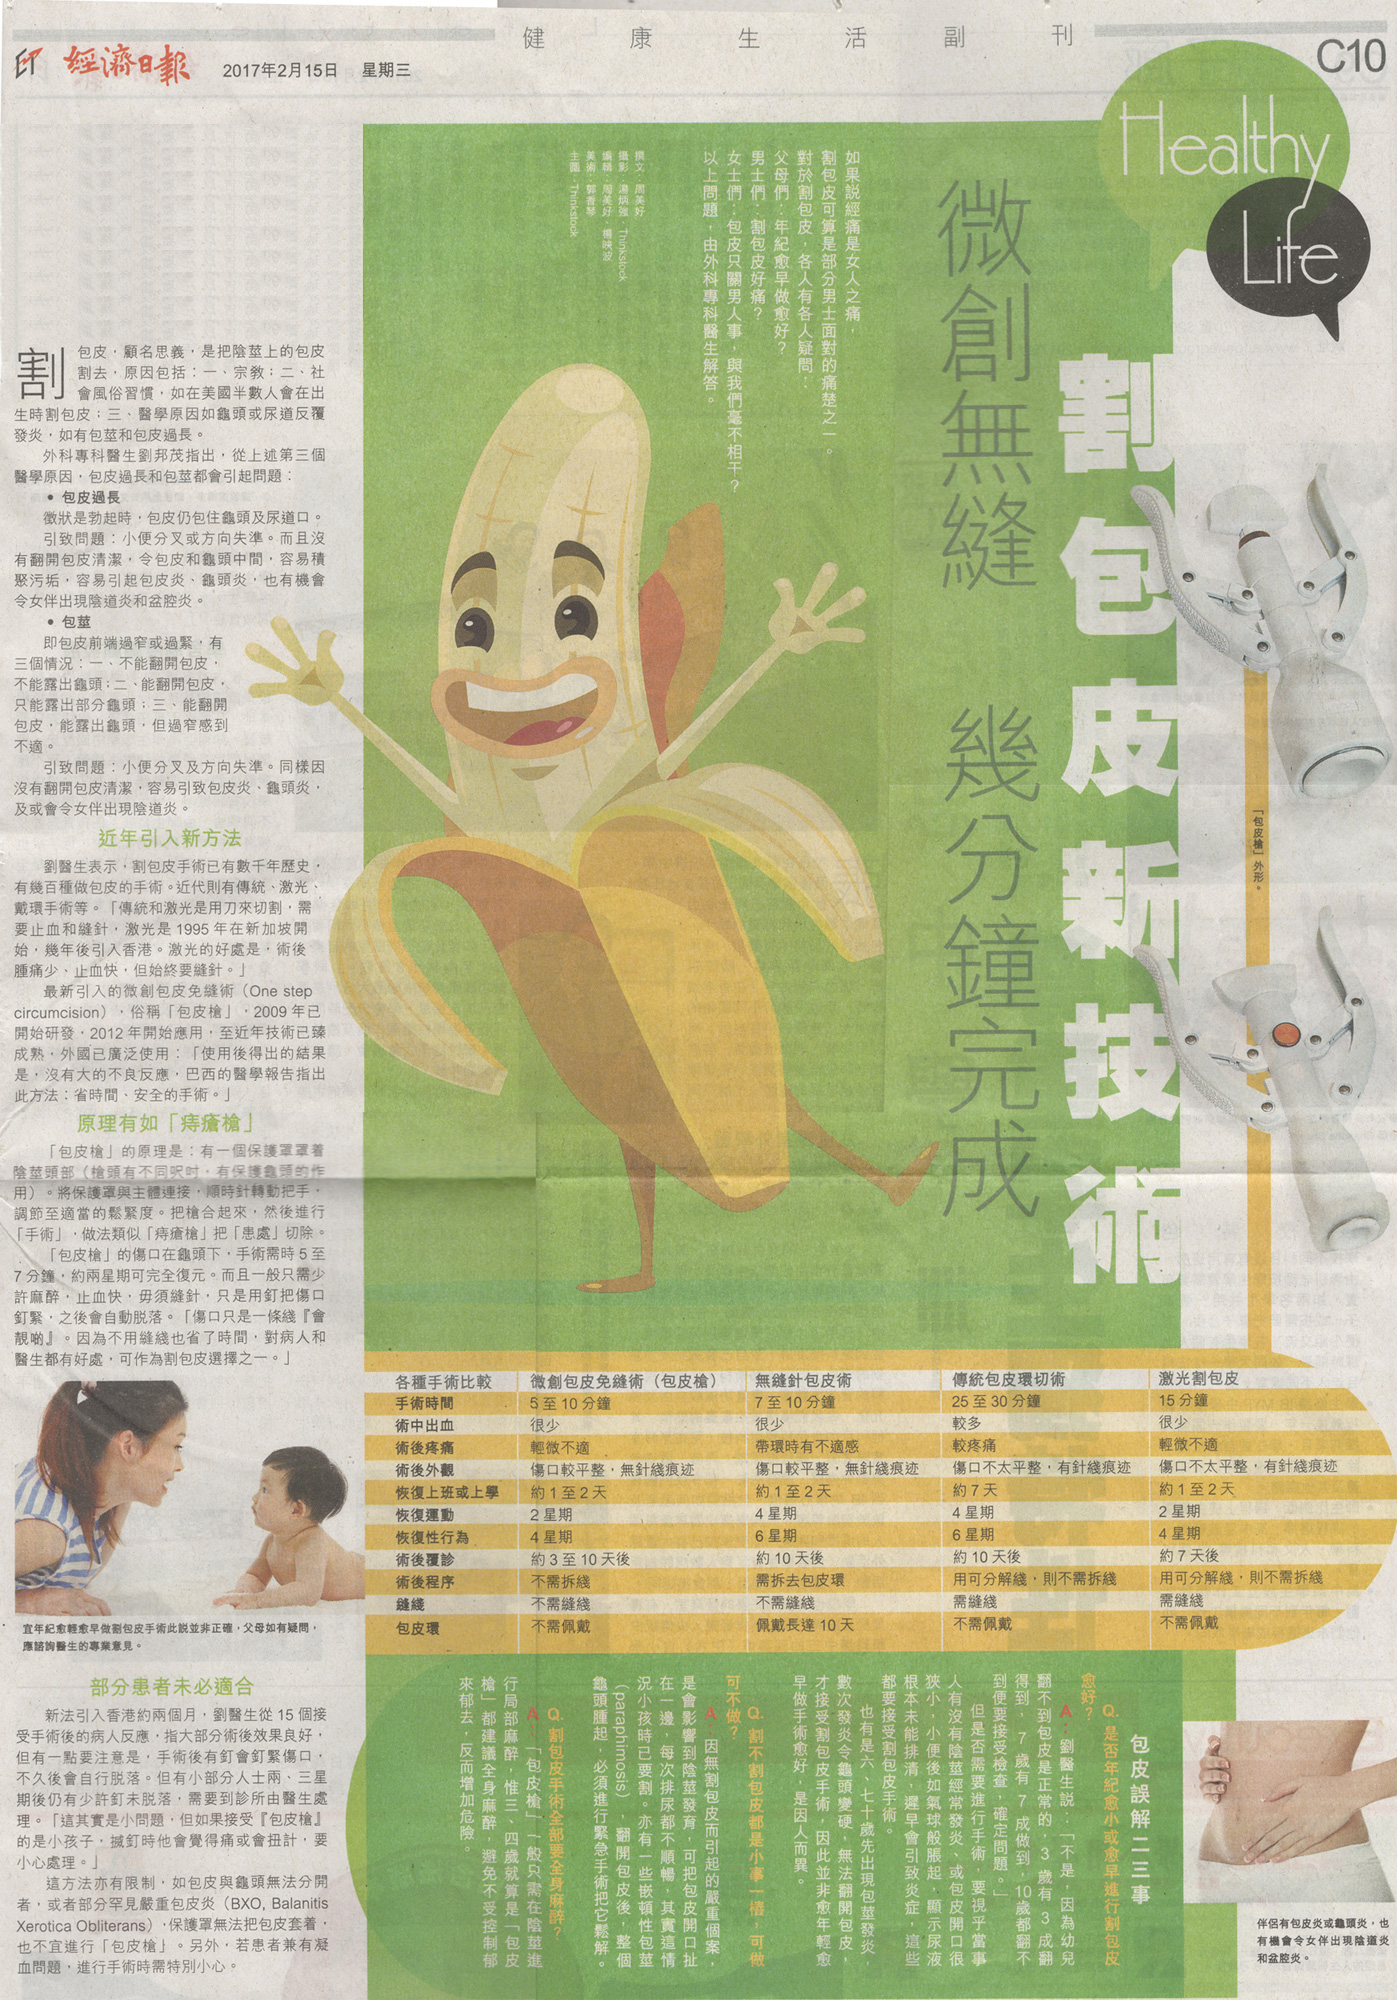 健康生活副刊
經濟日報 2017年2月15日 星期三
C10
Healthy
Life
割包皮新技術
微創無縫 幾分鐘完成
如果說經痛是女人之痛，
割包皮可算是部分男士面對的痛楚之一。
對於割包皮，各人有各人疑問：
父母們：年紀愈早做愈好？
男士們：割包皮好痛？
女士們：包皮只關男人事，與我們毫不相干？
以上問題，由外科專科醫生解答。
撰文：周美好
攝影：湯炳強 Thinkstock
編輯：周美好 楊映波
美術：郭香琴
主圖：Thinkstock
「包皮槍」外形。
割包皮，顧名思義，是把陰莖上的包皮
割去，原因包括：一、宗教；二、社
會風俗習慣，如在美國半數人會在出
生時割包皮；三、醫學原因如龜頭或尿道反覆
發炎，如有包莖和包皮過長。
外科專科醫生劉邦茂指出，從上述第三個
醫學原因，包皮過長和包莖都會引起問題：
• 包皮過長
徵狀是勃起時，包皮仍包住龜頭及尿道口。
引致問題：小便分叉或方向失準。而且沒
有翻開包皮清潔，令包皮和龜頭中間，容易積
聚污垢，容易引起包皮炎、龜頭炎，也有機會
令女伴出現陰道炎和盆腔炎。
• 包莖
即包皮前端過窄或過緊，有
三個情況：一、不能翻開包皮，
不能露出龜頭；二、能翻開包皮，
只能露出部分龜頭；三、能翻開
包皮，能露出龜頭，但過窄感到
不適。
引致問題：小便分叉及方向失準。同樣因
沒有翻開包皮清潔，容易引致包皮炎、龜頭炎，
及或會令女伴出現陰道炎。
近年引入新方法
劉醫生表示，割包皮手術已有數千年歷史，
有幾百種做包皮的手術。近代則有傳統、激光、
戴環手術等。「傳統和激光是用刀來切割，需
要止血和縫針，激光是 1995 年在新加坡開
始，幾年後引入香港。激光的好處是，術後
腫痛少、止血快，但始終要縫針。」
最新引入的微創包皮免縫術（One step
circumcision），俗稱「包皮槍」，2009 年已
開始研發，2012 年開始應用，至近年技術已臻
成熟，外國已廣泛使用：「使用後得出的結果
是，沒有大的不良反應，巴西的醫學報告指出
此方法：省時間、安全的手術。」
原理有如「痔瘡槍」
「包皮槍」的原理是：有一個保護罩罩着
陰莖頭部（槍頭有不同呎吋，有保護龜頭的作
用）。將保護罩與主體連接，順時針轉動把手，
調節至適當的鬆緊度。把槍合起來，然後進行
「手術」，做法類似「痔瘡槍」把「患處」切除。
「包皮槍」的傷口在龜頭下，手術需時 5 至
7 分鐘，約兩星期可完全復元。而且一般只需少
許麻醉，止血快，毋須縫針，只是用釘把傷口
釘緊，之後會自動脫落。「傷口只是一條綫『會
靚啲』。因為不用縫綫也省了時間，對病人和
醫生都有好處，可作為割包皮選擇之一。」
宜年紀愈輕愈早做割包皮手術此說並非正確，父母如有疑問，
應諮詢醫生的專業意見。
部分患者未必適合
新法引入香港約兩個月，劉醫生從 15 個接
受手術後的病人反應，指大部分術後效果良好，
但有一點要注意是，手術後有釘會釘緊傷口，
不久後會自行脫落。但有小部分人士兩、三星
期後仍有少許釘未脫落，需要到診所由醫生處
理。「這其實是小問題，但如果接受『包皮槍』
的是小孩子，搣釘時他會覺得痛或會扭計，要
小心處理。」
這方法亦有限制，如包皮與龜頭無法分開
者，或者部分罕見嚴重包皮炎（BXO, Balanitis
Xerotica Obliterans），保護罩無法把包皮套着，
也不宜進行「包皮槍」。另外，若患者兼有凝
血問題，進行手術時需特別小心。
各種手術比較 微創包皮免縫術（包皮槍） 無縫針包皮術 傳統包皮環切術 激光割包皮
手術時間 5 至 10 分鐘 7 至 10 分鐘 25 至 30 分鐘 15 分鐘
術中出血 很少 很少 較多 很少
術後疼痛 輕微不適 帶環時有不適感 較疼痛 輕微不適
術後外觀 傷口較平整，無針綫痕迹 傷口較平整，無針綫痕迹 傷口不太平整，有針綫痕迹 傷口不太平整，有針綫痕迹
恢復上班或上學 約 1 至 2 天 約 1 至 2 天 約 7 天 約 1 至 2 天
恢復運動 2 星期 4 星期 4 星期 2 星期
恢復性行為 4 星期 6 星期 6 星期 4 星期
術後覆診 約 3 至 10 天後 約 10 天後 約 10 天後 約 7 天後
術後程序 不需拆綫 需拆去包皮環 用可分解綫，則不需拆綫 用可分解綫，則不需拆綫
縫綫 不需縫綫 不需縫綫 需縫綫 需縫綫
包皮環 不需佩戴 佩戴長達 10 天 不需佩戴 不需佩戴
包皮誤解二三事
Q. 是否年紀愈小或愈早進行割包皮
愈好？
A：劉醫生說：「不是，因為幼兒
翻不到包皮是正常的，3 歲有 3 成翻
得到，7 歲有 7 成做到，10歲都翻不
到便要接受檢查，確定問題。」
但是否需要進行手術，要視乎當事
人有沒有陰莖經常發炎、或包皮開口很
狹小，小便後如氣球般脹起，顯示尿液
根本未能排清，遲早會引致炎症，這些
都要接受割包皮手術。
也有是六、七十歲先出現包莖發炎，
數次發炎令龜頭變硬，無法翻開包皮，
才接受割包皮手術，因此並非愈年輕愈
早做手術愈好，是因人而異。
Q. 割不割包皮都是小事一樁，可做
可不做？
A：因無割包皮而引起的嚴重個案，
是會影響到陰莖發育，可把包皮開口扯
在一邊，每次排尿都不順暢，其實這情
況小孩時已要割。亦有一些嵌頓性包莖
（paraphimosis），翻開包皮後，整個
龜頭腫起，必須進行緊急手術把它鬆解。
Q. 割包皮手術全部要全身麻醉？
A：「包皮槍」一般只需在陰莖進
行局部麻醉，惟三、四歲就算是「包皮
槍」都建議全身麻醉，避免不受控制郁
來郁去，反而增加危險。
伴侶有包皮炎或龜頭炎，也
有機會令女伴出現陰道炎
和盆腔炎。